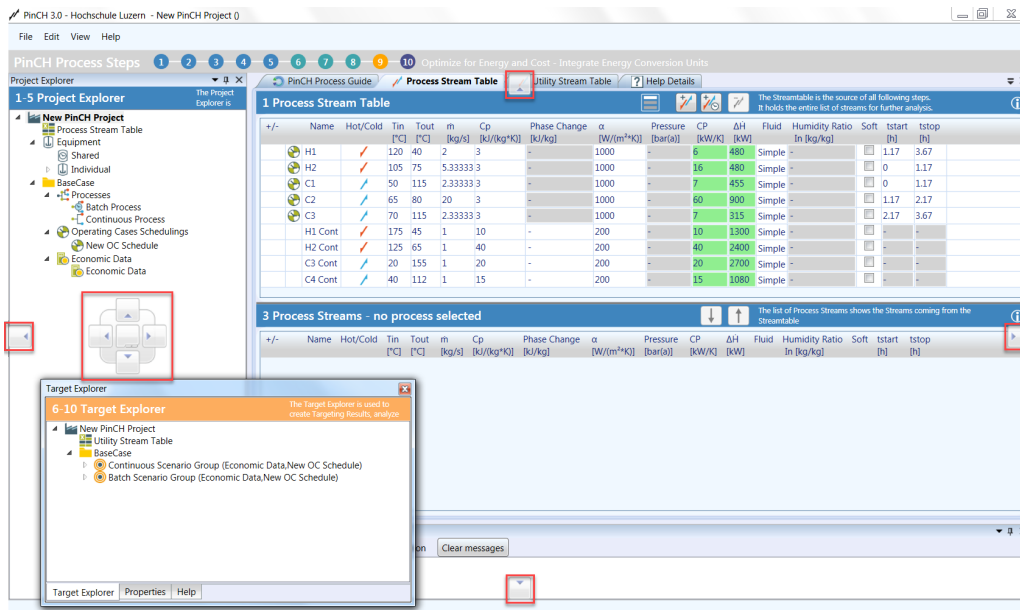 PinCH 3.0 - Hochschule Luzern - New PinCH Project ()
File Edit View Help
PinCH Process Steps 1 2 3 4 5 6 7 8 9 10 Optimize for Energy and Cost - Integrate Energy Conversion Units
Project Explorer
1-5 Project Explorer The Project Explorer is
New PinCH Project
Process Stream Table
Equipment
Shared
Individual
BaseCase
Processes
Batch Process
Continuous Process
Operating Cases Schedulings
New OC Schedule
Economic Data
Economic Data
PinCH Process Guide Process Stream Table Utility Stream Table ? Help Details
1 Process Stream Table The Streamtable is the source of all following steps.
It holds the entire list of streams for further analysis.
+/- Name Hot/Cold Tin Tout ṁ Cp Phase Change α Pressure CP ΔH Fluid Humidity Ratio Soft tstart tstop
[°C] [°C] [kg/s] [kJ/(kg*K)] [kJ/kg] [W/(m²*K)] [bar(a)] [kW/K] [kW] In [kg/kg] [h] [h]
H1 120 40 2 3 - 1000 - 6 480 Simple - 1.17 3.67
H2 105 75 5.33333 3 - 1000 - 16 480 Simple - 0 1.17
C1 50 115 2.33333 3 - 1000 - 7 455 Simple - 0 1.17
C2 65 80 20 3 - 1000 - 60 900 Simple - 1.17 2.17
C3 70 115 2.33333 3 - 1000 - 7 315 Simple - 2.17 3.67
H1 Cont 175 45 1 10 - 200 - 10 1300 Simple - - -
H2 Cont 125 65 1 40 - 200 - 40 2400 Simple - - -
C3 Cont 20 155 1 20 - 200 - 20 2700 Simple - - -
C4 Cont 40 112 1 15 - 200 - 15 1080 Simple - - -
3 Process Streams - no process selected The list of Process Streams shows the Streams coming from the
Streamtable
+/- Name Hot/Cold Tin Tout ṁ Cp Phase Change α Pressure CP ΔH Fluid Humidity Ratio Soft tstart tstop
[°C] [°C] [kg/s] [kJ/(kg*K)] [kJ/kg] [W/(m²*K)] [bar(a)] [kW/K] [kW] In [kg/kg] [h] [h]
Target Explorer
6-10 Target Explorer The Target Explorer is used to
create Targeting Results, analyze
New PinCH Project
Utility Stream Table
BaseCase
Continuous Scenario Group (Economic Data,New OC Schedule)
Batch Scenario Group (Economic Data,New OC Schedule)
Target Explorer Properties Help
Clear messages